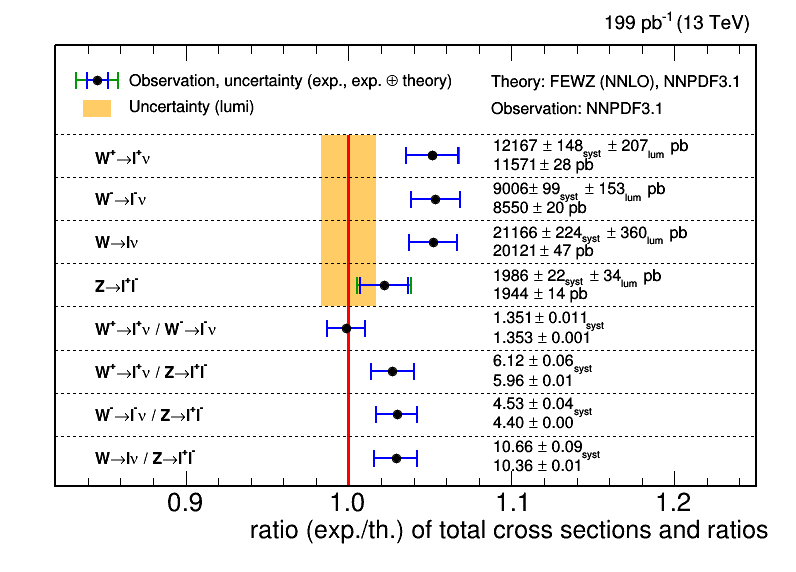 199 pb⁻¹ (13 TeV)
Observation, uncertainty (exp., exp. ⊕ theory)
Theory: FEWZ (NNLO), NNPDF3.1
Uncertainty (lumi)
Observation: NNPDF3.1
W⁺→l⁺ν
12167 ± 148syst ± 207lum pb
11571 ± 28 pb
W⁻→l⁻ν
9006± 99syst ± 153lum pb
8550 ± 20 pb
W→lν
21166 ± 224syst ± 360lum pb
20121 ± 47 pb
Z→l⁺l⁻
1986 ± 22syst ± 34lum pb
1944 ± 14 pb
W⁺→l⁺ν / W⁻→l⁻ν
1.351 ± 0.011syst
1.353 ± 0.001
W⁺→l⁺ν / Z→l⁺l⁻
6.12 ± 0.06syst
5.96 ± 0.01
W⁻→l⁻ν / Z→l⁺l⁻
4.53 ± 0.04syst
4.40 ± 0.00
W→lν / Z→l⁺l⁻
10.66 ± 0.09syst
10.36 ± 0.01
0.9 1.0 1.1 1.2
ratio (exp./th.) of total cross sections and ratios